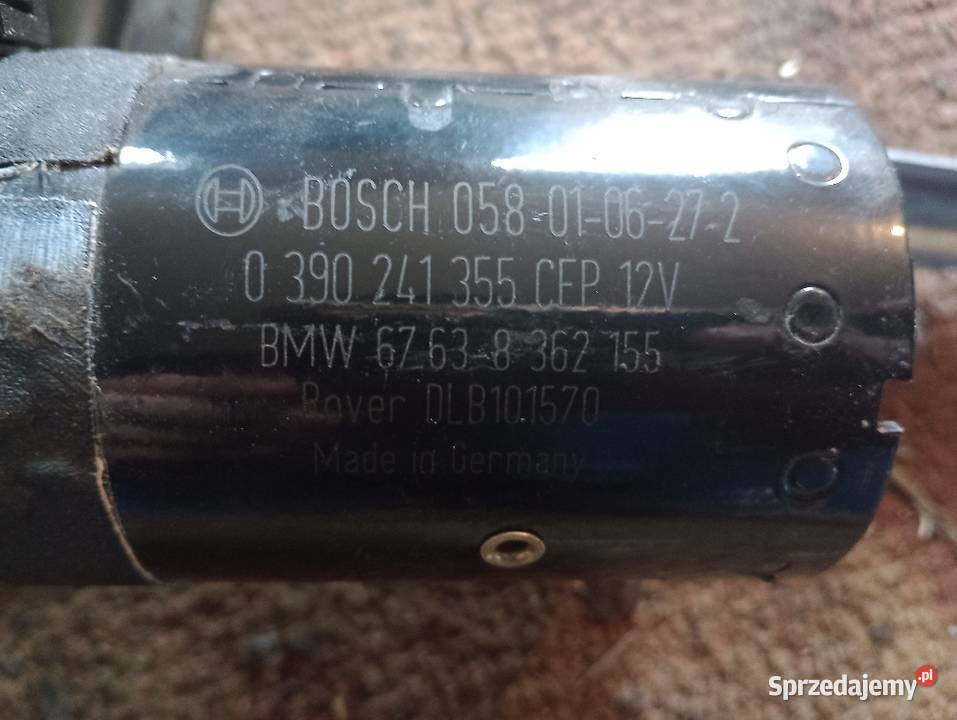 BOSCH 058-01-06-27-2
0 390 241 355 CEP 12V
BMW 67 63-8 362 155
Rover DLB101570
Made in Germany
Sprzedajemy.pl